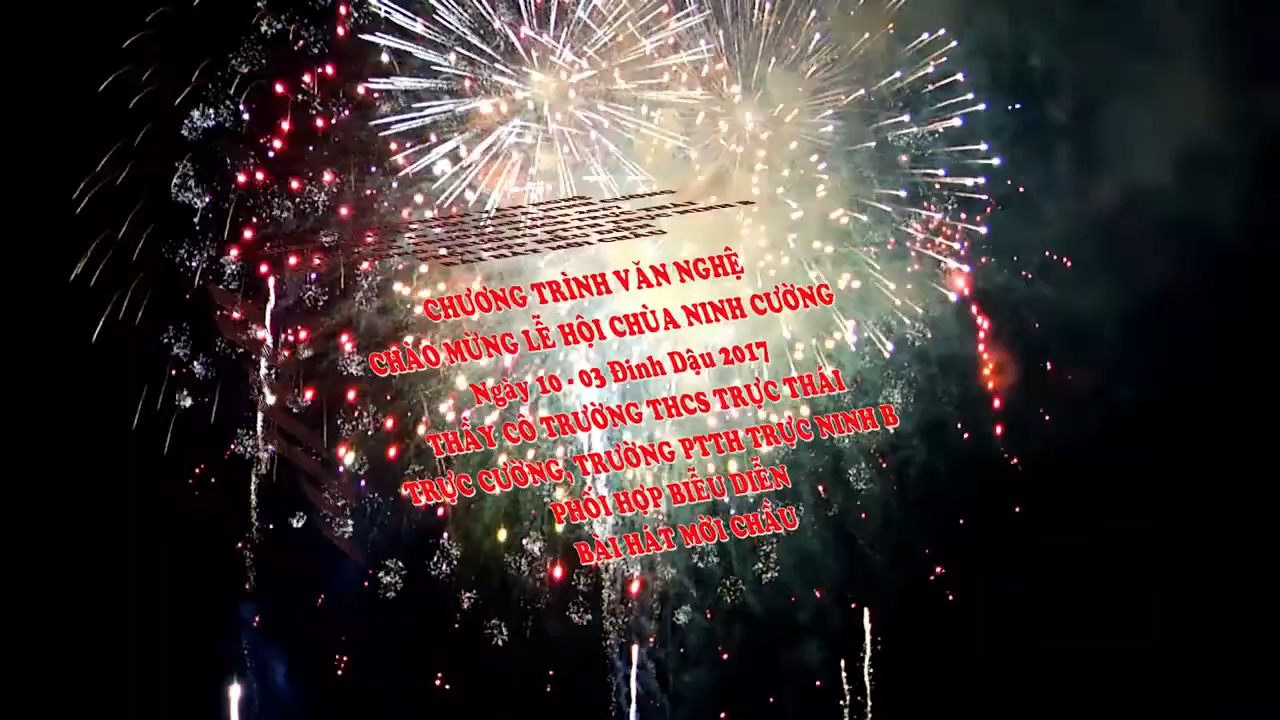 CHƯƠNG TRÌNH VĂN NGHỆ
CHÀO MỪNG LỄ HỘI CHÙA NINH CƯỜNG
Ngày 10 - 03 Đinh Dậu 2017
THẦY CÔ TRƯỜNG THCS TRỰC THÁI
TRỰC CƯỜNG, TRƯỜNG PTTH TRỰC NINH B
PHỐI HỢP BIỂU DIỄN
BÀI HÁT MỜI CHẦU